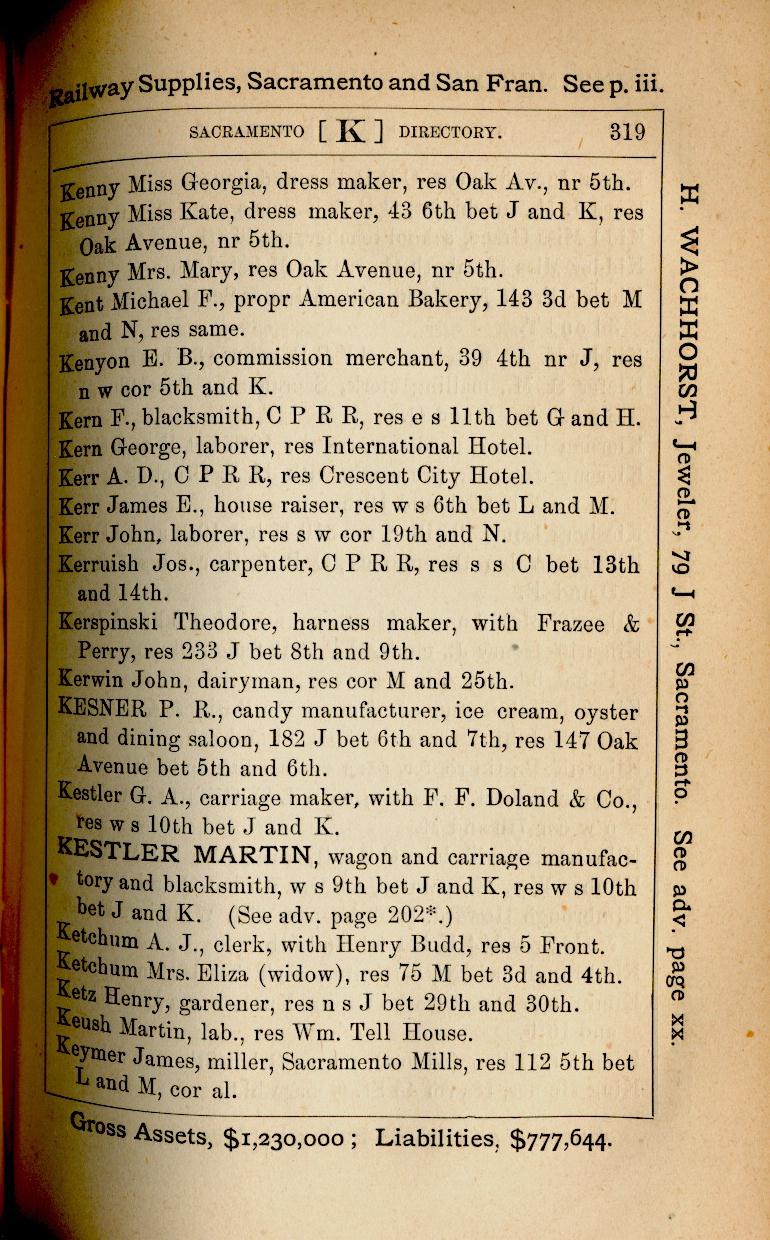 Railway Supplies, Sacramento and San Fran. See p. iii.
SACRAMENTO [ K ] DIRECTORY. 319
Kenny Miss Georgia, dress maker, res Oak Av., nr 5th.
Kenny Miss Kate, dress maker, 43 6th bet J and K, res
Oak Avenue, nr 5th.
Kenny Mrs. Mary, res Oak Avenue, nr 5th.
Kent Michael F., propr American Bakery, 143 3d bet M
and N, res same.
Kenyon E. B., commission merchant, 39 4th nr J, res
n w cor 5th and K.
Kern F., blacksmith, C P R R, res e s 11th bet G and H.
Kern George, laborer, res International Hotel.
Kerr A. D., C P R R, res Crescent City Hotel.
Kerr James E., house raiser, res w s 6th bet L and M.
Kerr John, laborer, res s w cor 19th and N.
Kerruish Jos., carpenter, C P R R, res s s C bet 13th
and 14th.
Kerspinski Theodore, harness maker, with Frazee &
Perry, res 233 J bet 8th and 9th.
Kerwin John, dairyman, res cor M and 25th.
KESNER P. R., candy manufacturer, ice cream, oyster
and dining saloon, 182 J bet 6th and 7th, res 147 Oak
Avenue bet 5th and 6th.
Kestler G. A., carriage maker, with F. F. Doland & Co.,
res w s 10th bet J and K.
KESTLER MARTIN, wagon and carriage manufac-
tory and blacksmith, w s 9th bet J and K, res w s 10th
bet J and K. (See adv. page 202*.)
Ketchum A. J., clerk, with Henry Budd, res 5 Front.
Ketchum Mrs. Eliza (widow), res 75 M bet 3d and 4th.
Ketz Henry, gardener, res n s J bet 29th and 30th.
Keush Martin, lab., res Wm. Tell House.
Keymer James, miller, Sacramento Mills, res 112 5th bet
L and M, cor al.
Gross Assets, $1,230,000; Liabilities, $777,644.
H. WACHHORST, Jeweler, 79 J St., Sacramento. See adv. page xx.